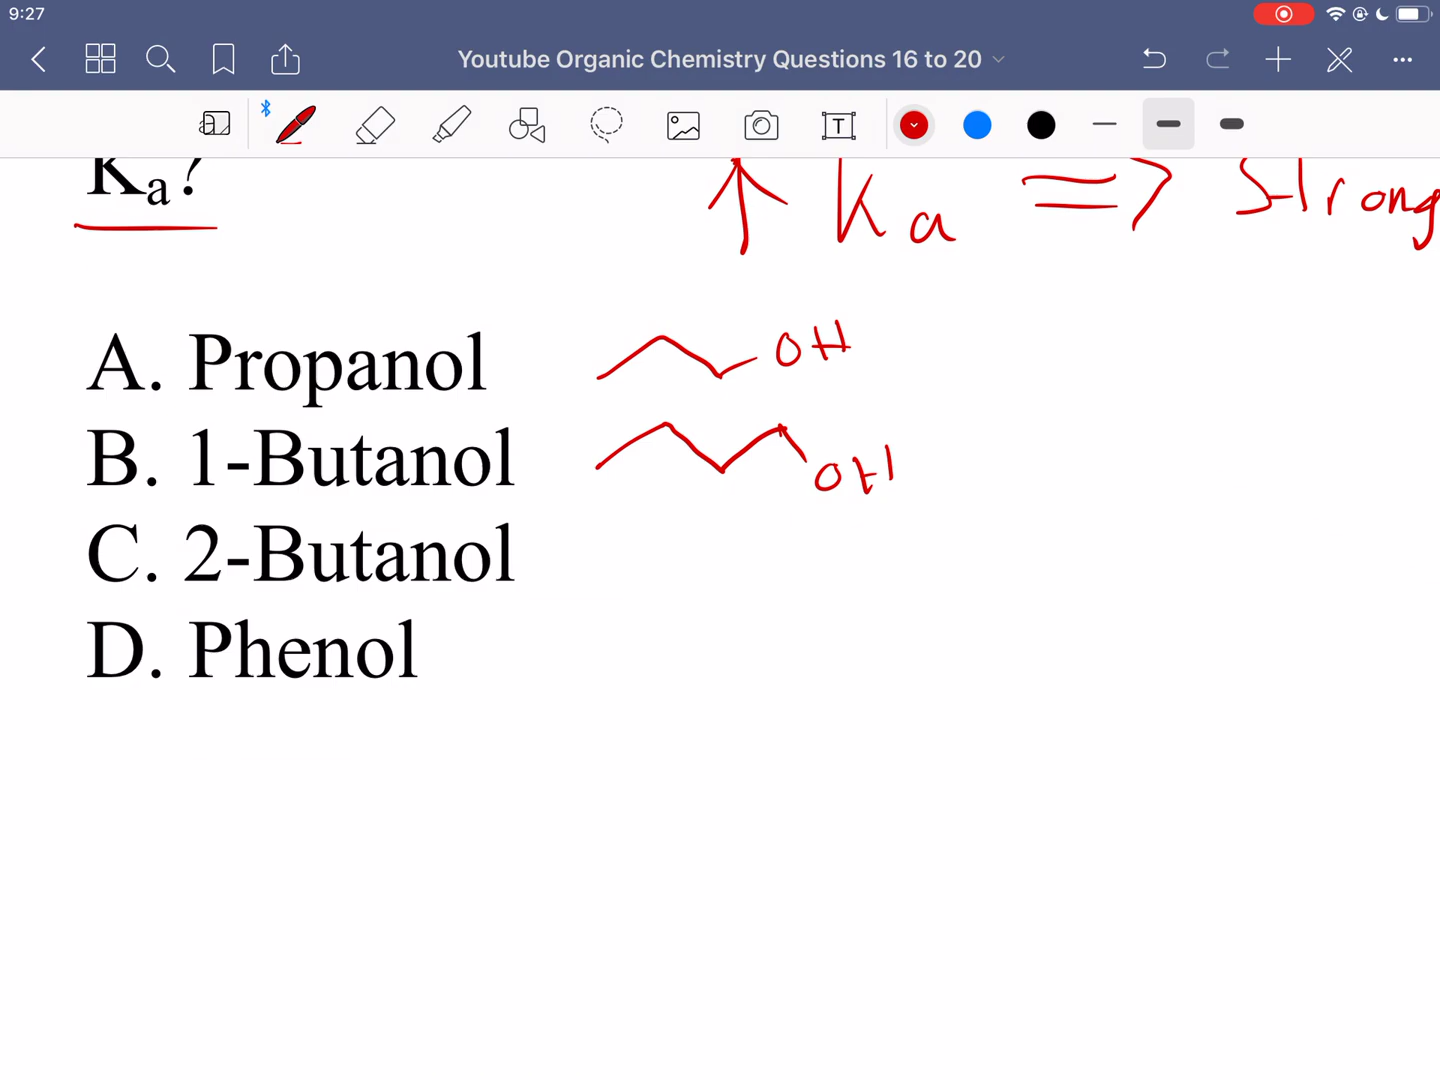 9:27
Youtube Organic Chemistry Questions 16 to 20
T
Ka? ↑ Ka => Strong
A. Propanol OH
B. 1-Butanol OH
C. 2-Butanol
D. Phenol